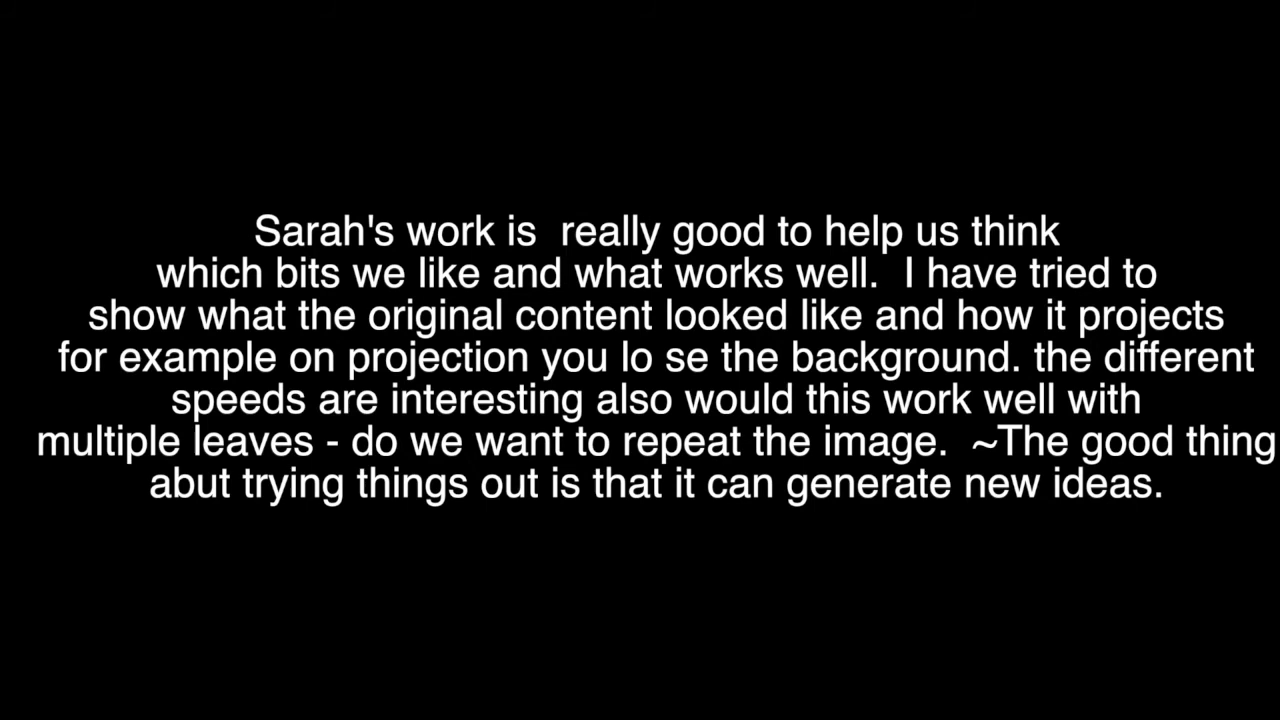 Sarah's work is  really good to help us think
which bits we like and what works well.  I have tried to
show what the original content looked like and how it projects
for example on projection you lo se the background. the different
speeds are interesting also would this work well with
multiple leaves - do we want to repeat the image.  ~The good thing
abut trying things out is that it can generate new ideas.